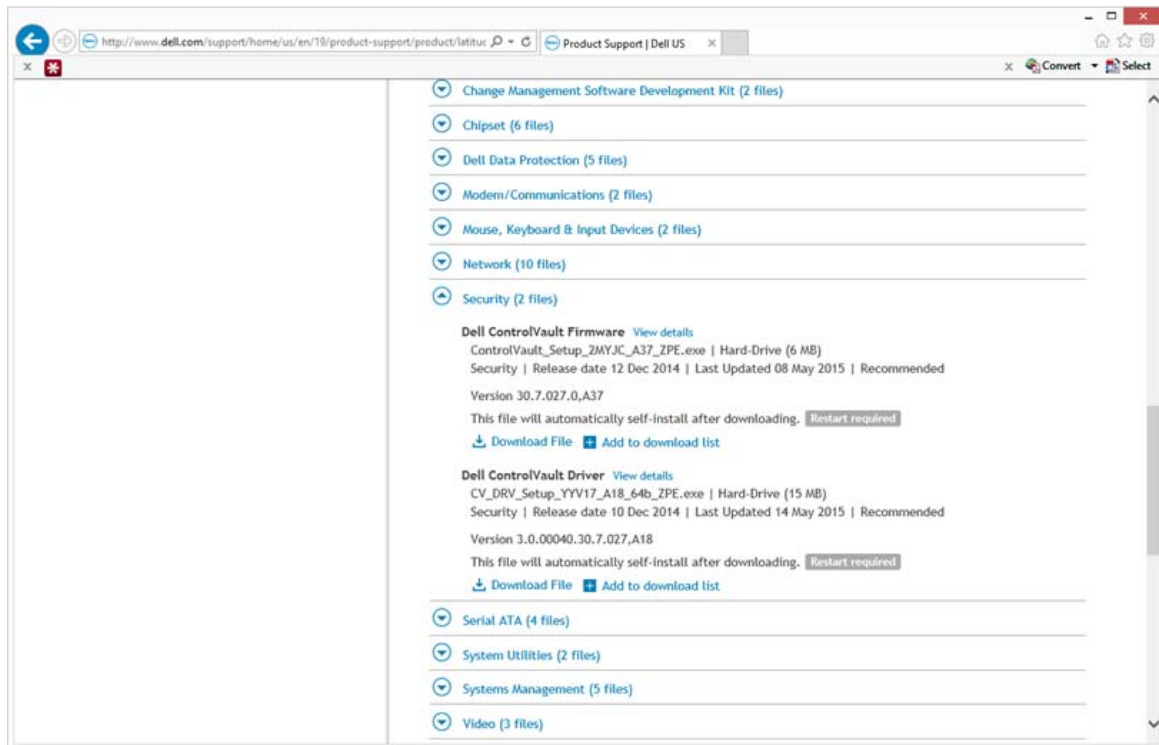 http://www.dell.com/support/home/us/en/19/product-support/product/latituc
Product Support | Dell US
Convert
Select
Change Management Software Development Kit (2 files)
Chipset (6 files)
Dell Data Protection (5 files)
Modem/Communications (2 files)
Mouse, Keyboard & Input Devices (2 files)
Network (10 files)
Security (2 files)
Dell ControlVault Firmware View details
ControlVault_Setup_2MYJC_A37_ZPE.exe | Hard-Drive (6 MB)
Security | Release date 12 Dec 2014 | Last Updated 08 May 2015 | Recommended
Version 30.7.027.0,A37
This file will automatically self-install after downloading. Restart required
Download File Add to download list
Dell ControlVault Driver View details
CV_DRV_Setup_YYV17_A18_64b_ZPE.exe | Hard-Drive (15 MB)
Security | Release date 10 Dec 2014 | Last Updated 14 May 2015 | Recommended
Version 3.0.00040.30.7.027,A18
This file will automatically self-install after downloading. Restart required
Download File Add to download list
Serial ATA (4 files)
System Utilities (2 files)
Systems Management (5 files)
Video (3 files)